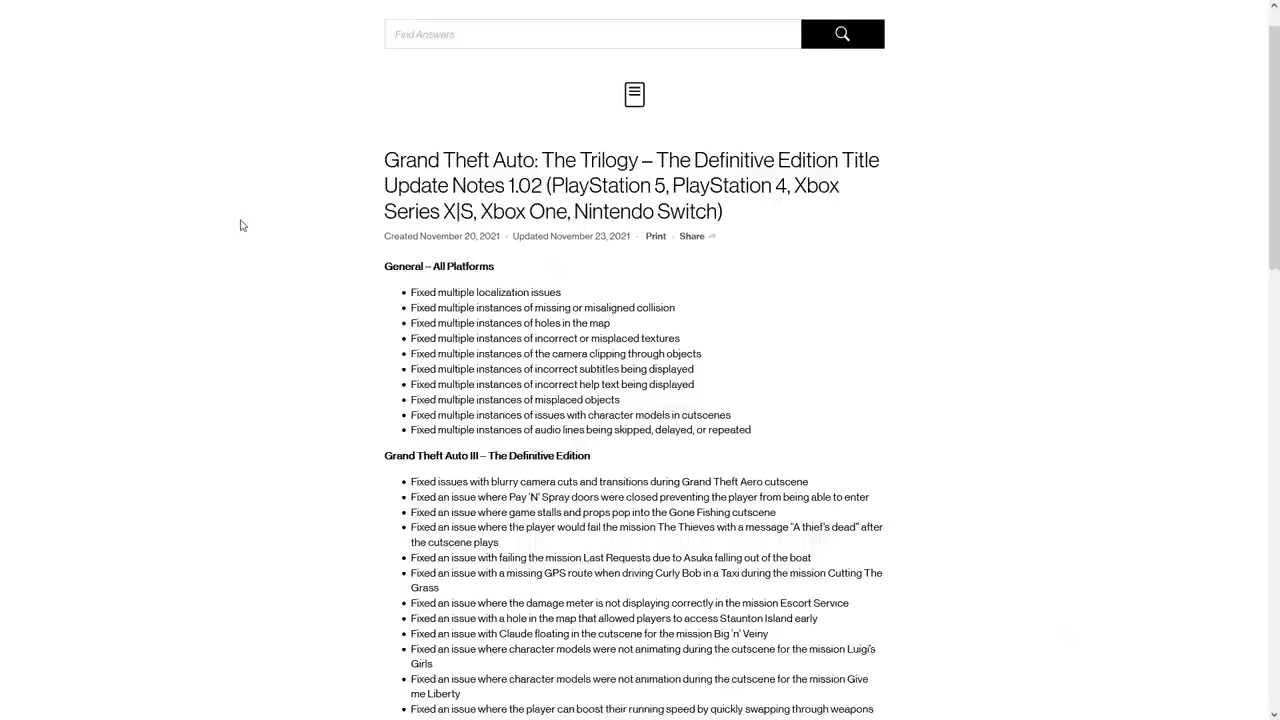 Find Answers
Grand Theft Auto: The Trilogy – The Definitive Edition Title
Update Notes 1.02 (PlayStation 5, PlayStation 4, Xbox
Series X|S, Xbox One, Nintendo Switch)
Created November 20, 2021 • Updated November 23, 2021 • Print • Share
General – All Platforms
• Fixed multiple localization issues
• Fixed multiple instances of missing or misaligned collision
• Fixed multiple instances of holes in the map
• Fixed multiple instances of incorrect or misplaced textures
• Fixed multiple instances of the camera clipping through objects
• Fixed multiple instances of incorrect subtitles being displayed
• Fixed multiple instances of incorrect help text being displayed
• Fixed multiple instances of misplaced objects
• Fixed multiple instances of issues with character models in cutscenes
• Fixed multiple instances of audio lines being skipped, delayed, or repeated
Grand Theft Auto III – The Definitive Edition
• Fixed issues with blurry camera cuts and transitions during Grand Theft Aero cutscene
• Fixed an issue where Pay 'N' Spray doors were closed preventing the player from being able to enter
• Fixed an issue where game stalls and props pop into the Gone Fishing cutscene
• Fixed an issue where the player would fail the mission The Thieves with a message "A thief's dead" after
the cutscene plays
• Fixed an issue with failing the mission Last Requests due to Asuka falling out of the boat
• Fixed an issue with a missing GPS route when driving Curly Bob in a Taxi during the mission Cutting The
Grass
• Fixed an issue where the damage meter is not displaying correctly in the mission Escort Service
• Fixed an issue with a hole in the map that allowed players to access Staunton Island early
• Fixed an issue with Claude floating in the cutscene for the mission Big 'n' Veiny
• Fixed an issue where character models were not animating during the cutscene for the mission Luigi's
Girls
• Fixed an issue where character models were not animation during the cutscene for the mission Give
me Liberty
• Fixed an issue where the player can boost their running speed by quickly swapping through weapons